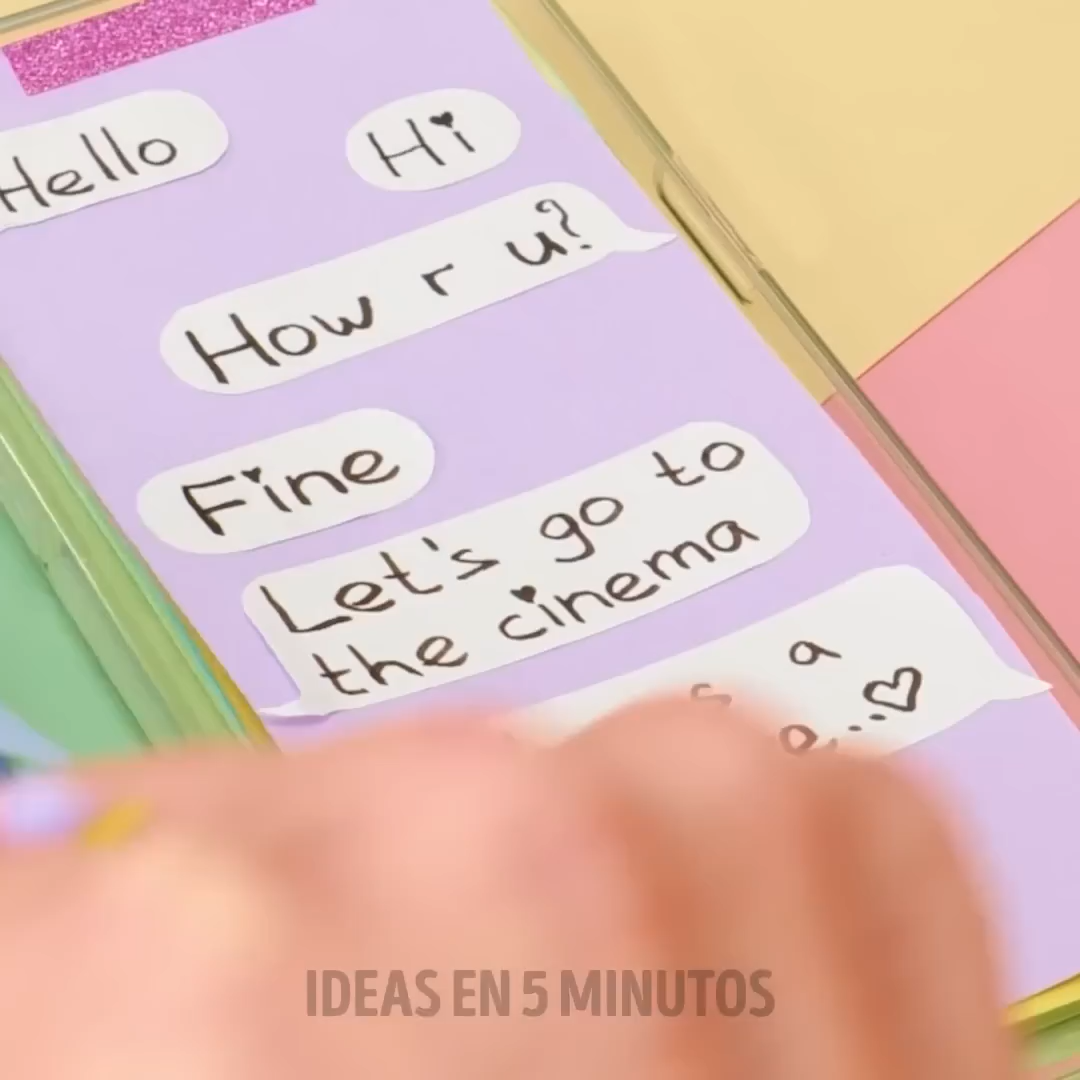 Hello
Hi
How r u?
Fine
Let's go to
the cinema
a
IDEAS EN 5 MINUTOS